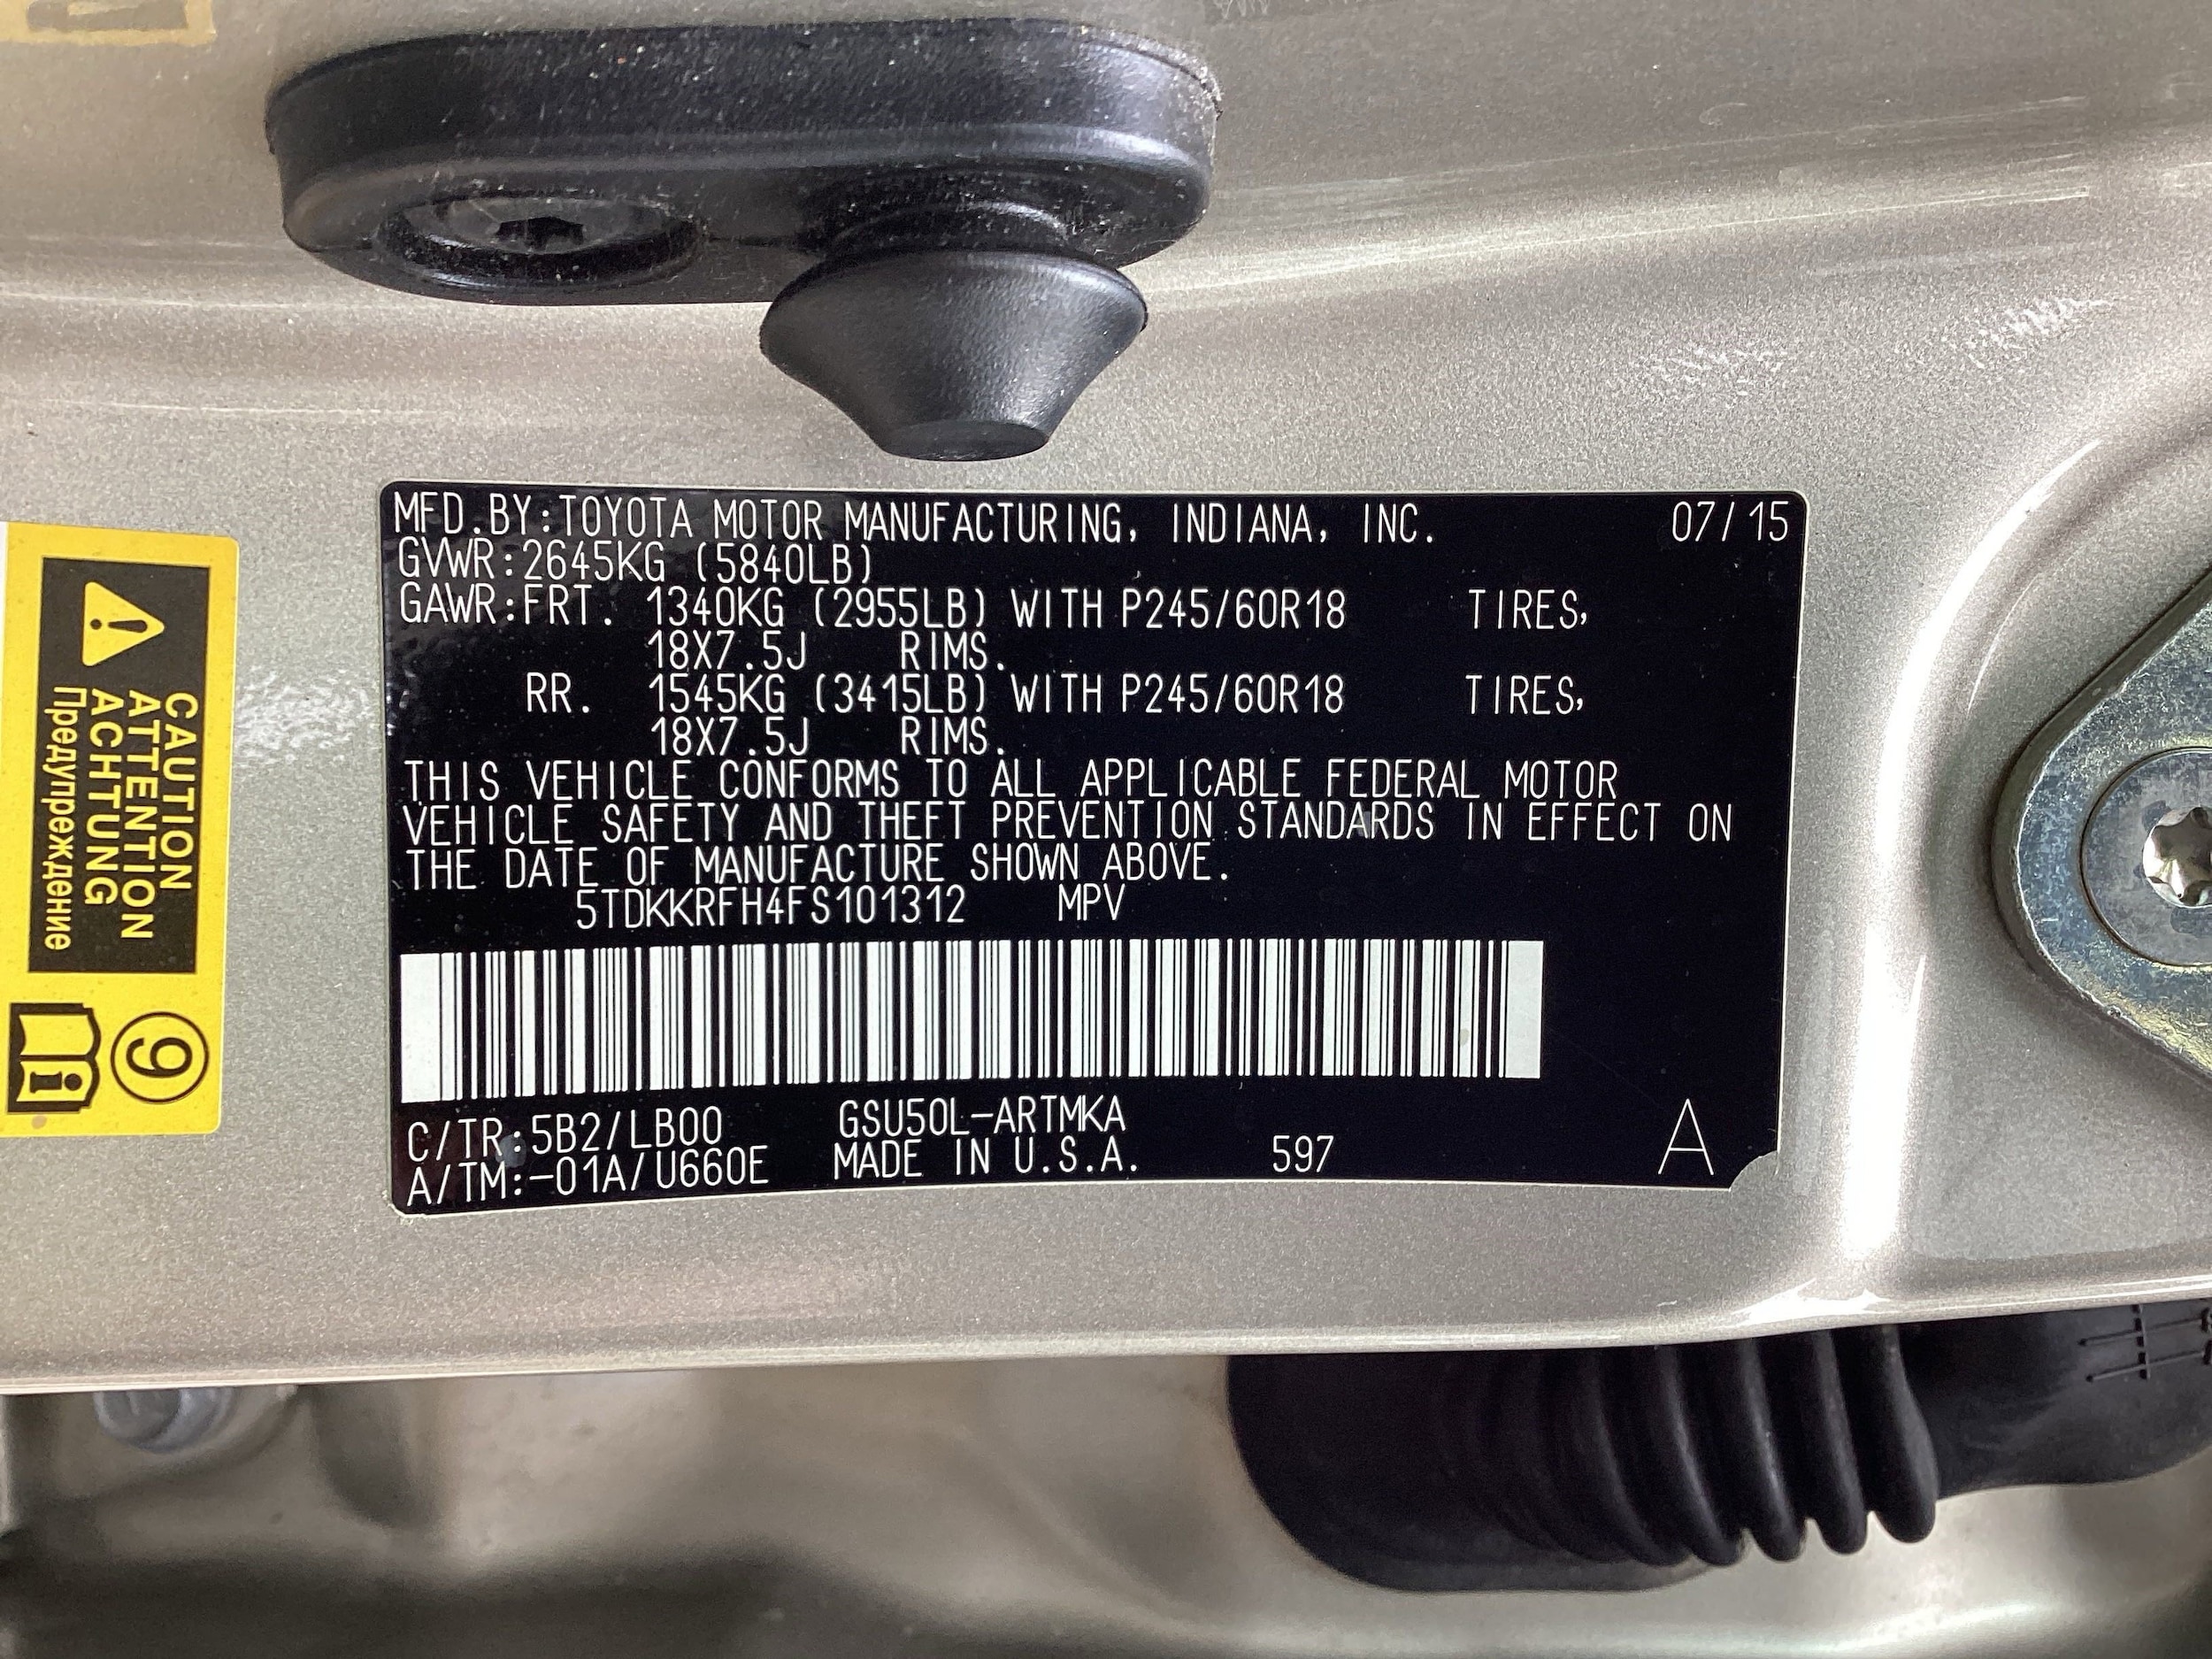 MFD.BY:TOYOTA MOTOR MANUFACTURING, INDIANA, INC. 07/15
GVWR:2645KG (5840LB)
GAWR:FRT. 1340KG (2955LB) WITH P245/60R18 TIRES,
18X7.5J RIMS.
RR. 1545KG (3415LB) WITH P245/60R18 TIRES,
18X7.5J RIMS.
THIS VEHICLE CONFORMS TO ALL APPLICABLE FEDERAL MOTOR
VEHICLE SAFETY AND THEFT PREVENTION STANDARDS IN EFFECT ON
THE DATE OF MANUFACTURE SHOWN ABOVE.
5TDKKRFH4FS101312 MPV
C/TR:5B2/LB00 GSU50L-ARTMKA
A/TM:-01A/U660E MADE IN U.S.A. 597 A
CAUTION
ATTENTION
ACHTUNG
Предупреждение
9
i